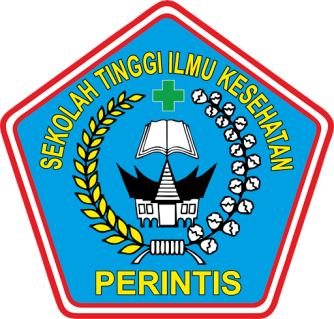 SEKOLAH TINGGI ILMU KESEHATAN
PERINTIS